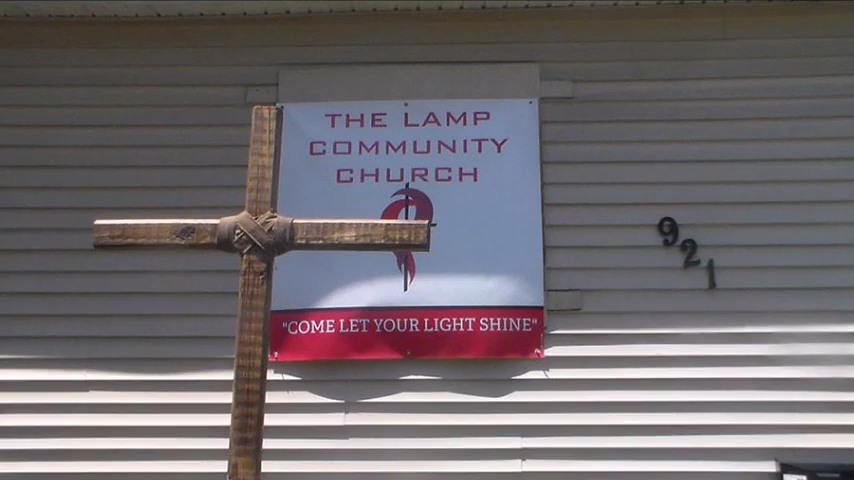 THE LAMP
COMMUNITY
CHURCH
"COME LET YOUR LIGHT SHINE"
921